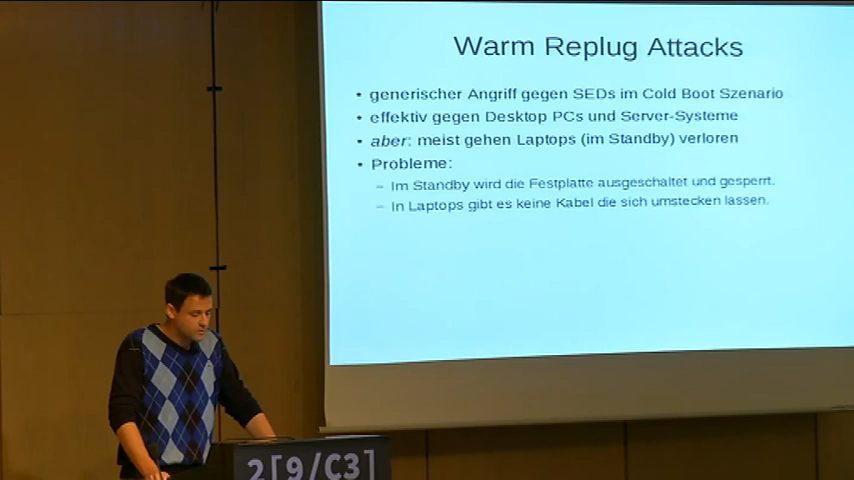 Warm Replug Attacks
• generischer Angriff gegen SEDs im Cold Boot Szenario
• effektiv gegen Desktop PCs und Server-Systeme
• aber: meist gehen Laptops (im Standby) verloren
• Probleme:
– Im Standby wird die Festplatte ausgeschaltet und gesperrt.
– In Laptops gibt es keine Kabel die sich umstecken lassen.
2[9/C3]